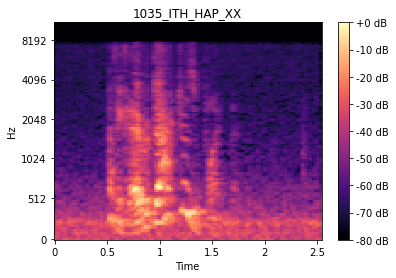 1035_ITH_HAP_XX
+0 dB
8192
-10 dB
4096
-20 dB
-30 dB
2048
-40 dB
Hz
1024
-50 dB
512
-60 dB
-70 dB
0
-80 dB
0 0.5 1 1.5 2 2.5
Time